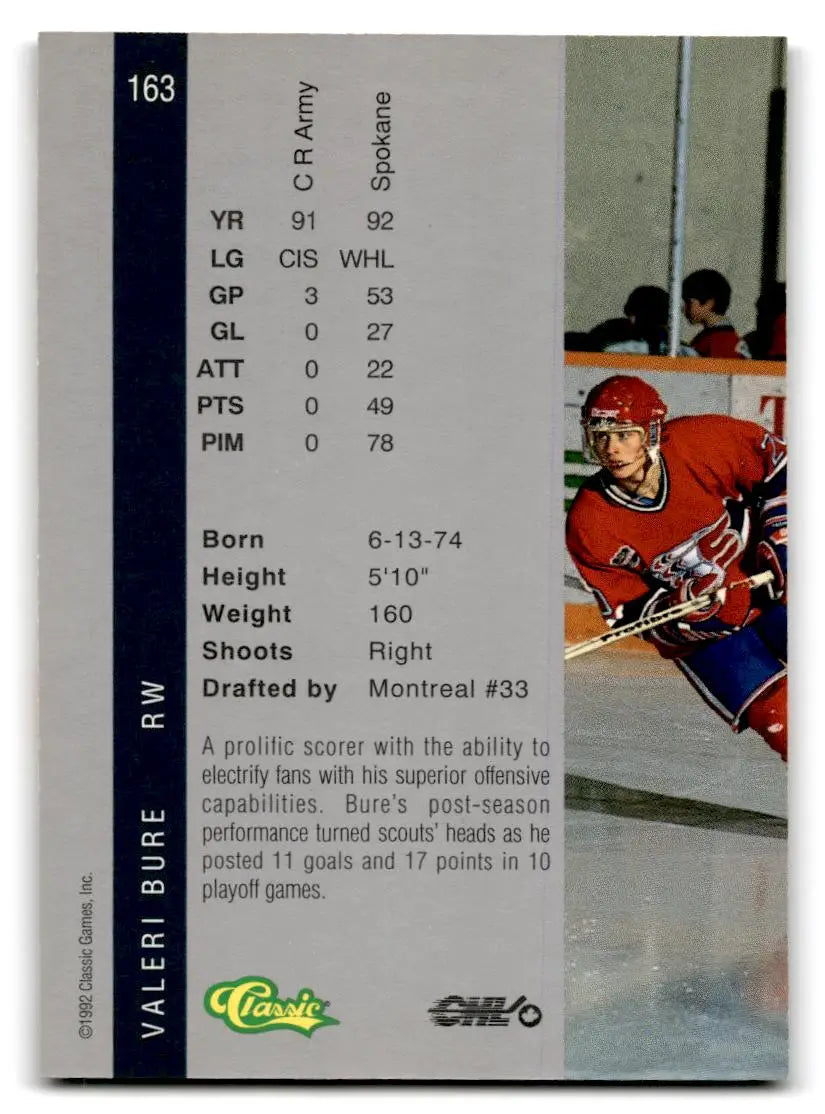 163
C R Army Spokane
YR 91 92
LG CIS WHL
GP 3 53
GL 0 27
ATT 0 22
PTS 0 49
PIM 0 78
Born 6-13-74
Height 5'10"
Weight 160
Shoots Right
Drafted by Montreal #33
A prolific scorer with the ability to
electrify fans with his superior offensive
capabilities. Bure's post-season
performance turned scouts' heads as he
posted 11 goals and 17 points in 10
playoff games.
VALERI BURE RW
©1992 Classic Games, Inc.
Classic
CHL
T